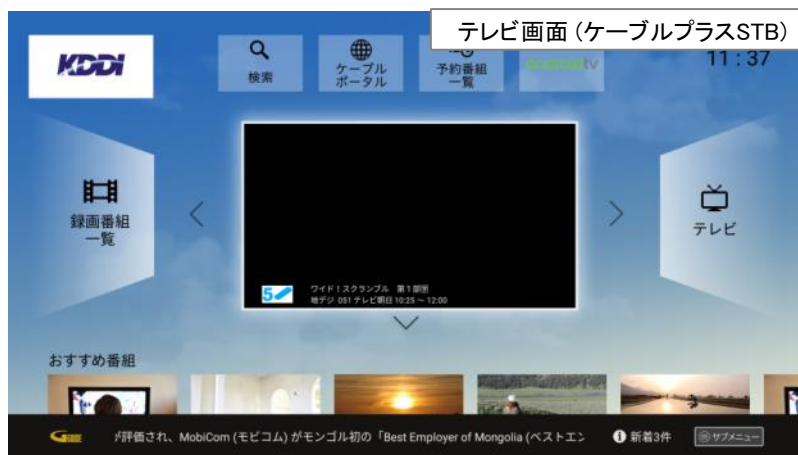 テレビ画面 (ケーブルプラスSTB)
KDDI
検索
ケーブル
ポータル
予約番組
一覧
androidtv
11 : 37
録画番組
一覧
テレビ
5
ワイド！スクランブル 第1部
地デジ 051 テレビ朝日 10:25 ~ 12:00
おすすめ番組
GGUIDE
が評価され、MobiCom (モビコム) がモンゴル初の「Best Employer of Mongolia (ベストエン
新着3件
サブメニュー